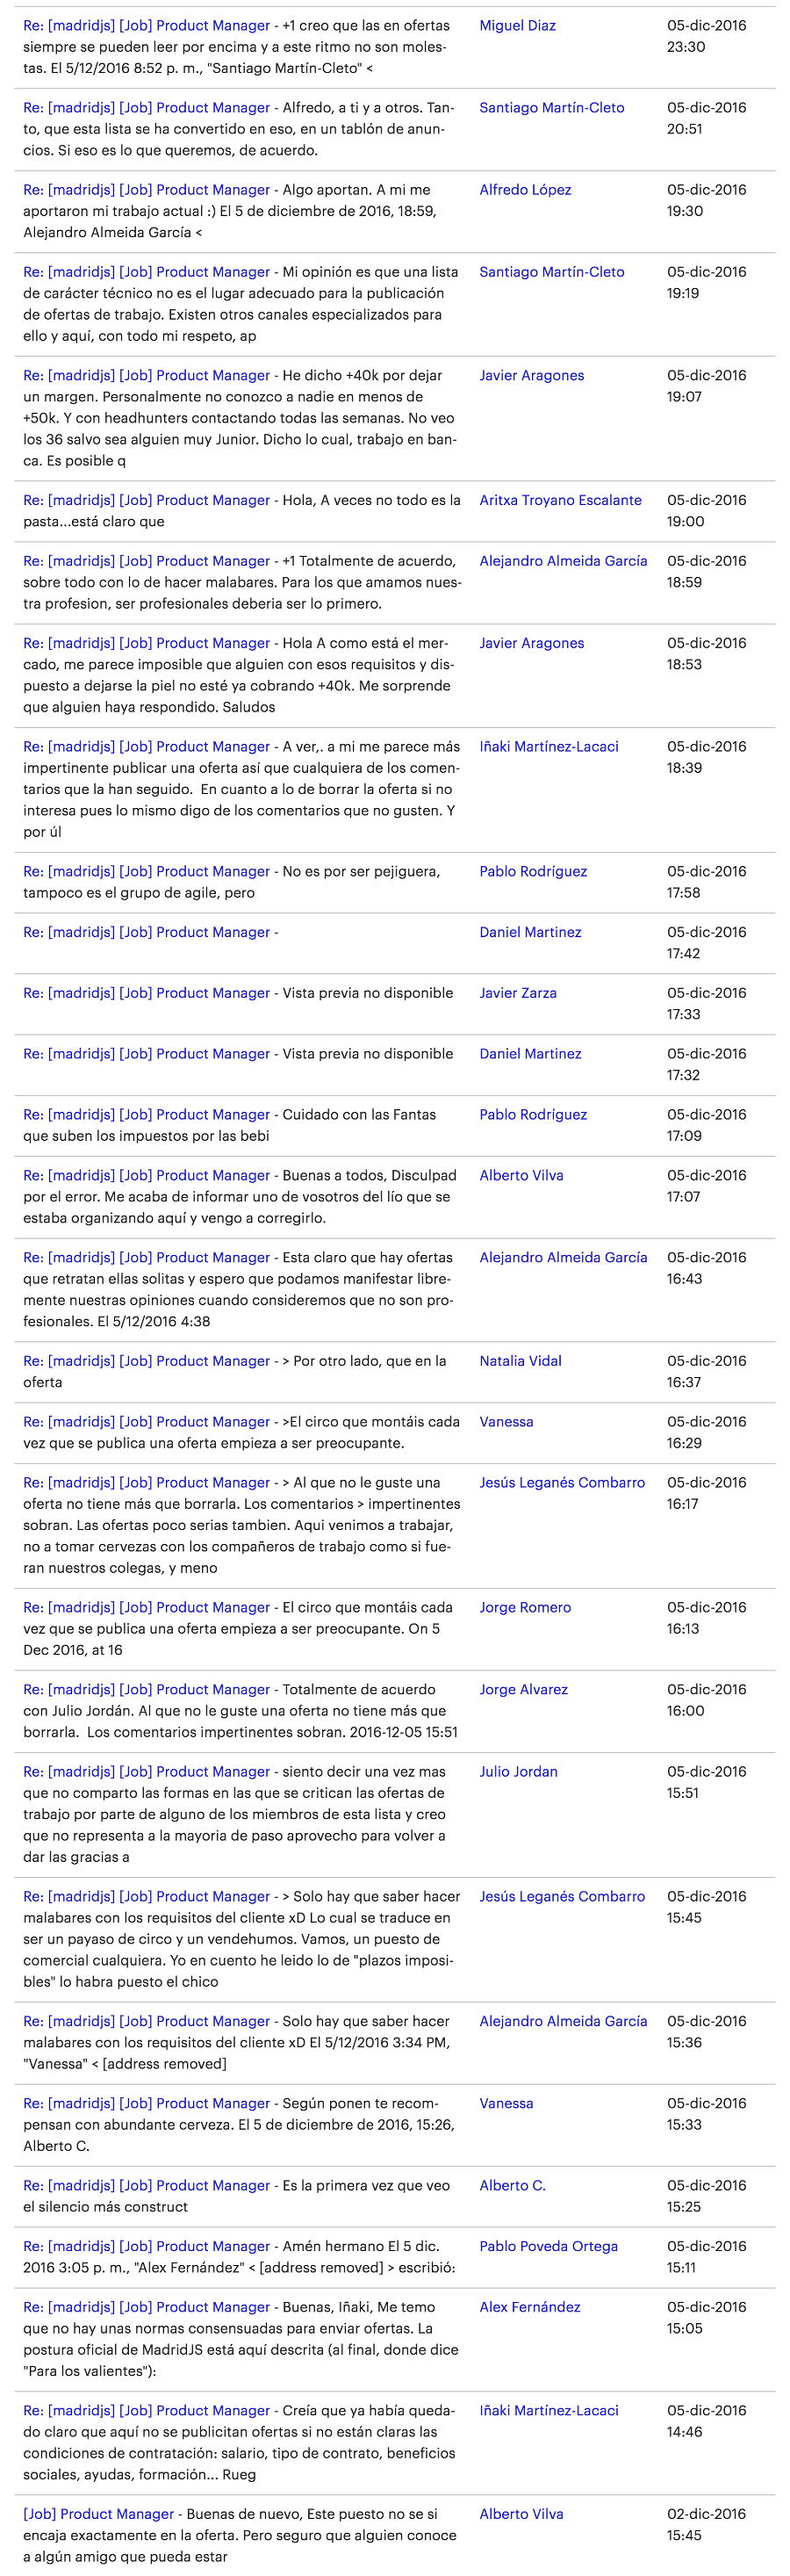 Re: [madridjs] [Job] Product Manager - +1 creo que las en ofertas
siempre se pueden leer por encima y a este ritmo no son moles-
tas. El 5/12/2016 8:52 p. m., "Santiago Martín-Cleto" <
Miguel Diaz
05-dic-2016
23:30
Re: [madridjs] [Job] Product Manager - Alfredo, a ti y a otros. Tan-
to, que esta lista se ha convertido en eso, en un tablón de anun-
cios. Si eso es lo que queremos, de acuerdo.
Santiago Martín-Cleto
05-dic-2016
20:51
Re: [madridjs] [Job] Product Manager - Algo aportan. A mi me
aportaron mi trabajo actual :) El 5 de diciembre de 2016, 18:59,
Alejandro Almeida García <
Alfredo López
05-dic-2016
19:30
Re: [madridjs] [Job] Product Manager - Mi opinión es que una lista
de carácter técnico no es el lugar adecuado para la publicación
de ofertas de trabajo. Existen otros canales especializados para
ello y aquí, con todo mi respeto, ap
Santiago Martín-Cleto
05-dic-2016
19:19
Re: [madridjs] [Job] Product Manager - He dicho +40k por dejar
un margen. Personalmente no conozco a nadie en menos de
+50k. Y con headhunters contactando todas las semanas. No veo
los 36 salvo sea alguien muy Junior. Dicho lo cual, trabajo en ban-
ca. Es posible q
Javier Aragones
05-dic-2016
19:07
Re: [madridjs] [Job] Product Manager - Hola, A veces no todo es la
pasta...está claro que
Aritxa Troyano Escalante
05-dic-2016
19:00
Re: [madridjs] [Job] Product Manager - +1 Totalmente de acuerdo,
sobre todo con lo de hacer malabares. Para los que amamos nues-
tra profesion, ser profesionales deberia ser lo primero.
Alejandro Almeida García
05-dic-2016
18:59
Re: [madridjs] [Job] Product Manager - Hola A como está el mer-
cado, me parece imposible que alguien con esos requisitos y dis-
puesto a dejarse la piel no esté ya cobrando +40k. Me sorprende
que alguien haya respondido. Saludos
Javier Aragones
05-dic-2016
18:53
Re: [madridjs] [Job] Product Manager - A ver,. a mi me parece más
impertinente publicar una oferta así que cualquiera de los comen-
tarios que la han seguido.  En cuanto a lo de borrar la oferta si no
interesa pues lo mismo digo de los comentarios que no gusten. Y
por úl
Iñaki Martínez-Lacaci
05-dic-2016
18:39
Re: [madridjs] [Job] Product Manager - No es por ser pejiguera,
tampoco es el grupo de agile, pero
Pablo Rodríguez
05-dic-2016
17:58
Re: [madridjs] [Job] Product Manager -
Daniel Martinez
05-dic-2016
17:42
Re: [madridjs] [Job] Product Manager - Vista previa no disponible
Javier Zarza
05-dic-2016
17:33
Re: [madridjs] [Job] Product Manager - Vista previa no disponible
Daniel Martinez
05-dic-2016
17:32
Re: [madridjs] [Job] Product Manager - Cuidado con las Fantas
que suben los impuestos por las bebi
Pablo Rodríguez
05-dic-2016
17:09
Re: [madridjs] [Job] Product Manager - Buenas a todos, Disculpad
por el error. Me acaba de informar uno de vosotros del lío que se
estaba organizando aquí y vengo a corregirlo.
Alberto Vilva
05-dic-2016
17:07
Re: [madridjs] [Job] Product Manager - Esta claro que hay ofertas
que retratan ellas solitas y espero que podamos manifestar libre-
mente nuestras opiniones cuando consideremos que no son pro-
fesionales. El 5/12/2016 4:38
Alejandro Almeida García
05-dic-2016
16:43
Re: [madridjs] [Job] Product Manager - > Por otro lado, que en la
oferta
Natalia Vidal
05-dic-2016
16:37
Re: [madridjs] [Job] Product Manager - >El circo que montáis cada
vez que se publica una oferta empieza a ser preocupante.
Vanessa
05-dic-2016
16:29
Re: [madridjs] [Job] Product Manager - > Al que no le guste una
oferta no tiene más que borrarla. Los comentarios > impertinentes
sobran. Las ofertas poco serias tambien. Aqui venimos a trabajar,
no a tomar cervezas con los compañeros de trabajo como si fue-
ran nuestros colegas, y meno
Jesús Leganés Combarro
05-dic-2016
16:17
Re: [madridjs] [Job] Product Manager - El circo que montáis cada
vez que se publica una oferta empieza a ser preocupante. On 5
Dec 2016, at 16
Jorge Romero
05-dic-2016
16:13
Re: [madridjs] [Job] Product Manager - Totalmente de acuerdo
con Julio Jordán. Al que no le guste una oferta no tiene más que
borrarla.  Los comentarios impertinentes sobran. 2016-12-05 15:51
Jorge Alvarez
05-dic-2016
16:00
Re: [madridjs] [Job] Product Manager - siento decir una vez mas
que no comparto las formas en las que se critican las ofertas de
trabajo por parte de alguno de los miembros de esta lista y creo
que no representa a la mayoria de paso aprovecho para volver a
dar las gracias a
Julio Jordan
05-dic-2016
15:51
Re: [madridjs] [Job] Product Manager - > Solo hay que saber hacer
malabares con los requisitos del cliente xD Lo cual se traduce en
ser un payaso de circo y un vendehumos. Vamos, un puesto de
comercial cualquiera. Yo en cuento he leido lo de "plazos imposi-
bles" lo habra puesto el chico
Jesús Leganés Combarro
05-dic-2016
15:45
Re: [madridjs] [Job] Product Manager - Solo hay que saber hacer
malabares con los requisitos del cliente xD El 5/12/2016 3:34 PM,
"Vanessa" < [address removed]
Alejandro Almeida García
05-dic-2016
15:36
Re: [madridjs] [Job] Product Manager - Según ponen te recom-
pensan con abundante cerveza. El 5 de diciembre de 2016, 15:26,
Alberto C.
Vanessa
05-dic-2016
15:33
Re: [madridjs] [Job] Product Manager - Es la primera vez que veo
el silencio más construct
Alberto C.
05-dic-2016
15:25
Re: [madridjs] [Job] Product Manager - Amén hermano El 5 dic.
2016 3:05 p. m., "Alex Fernández" < [address removed] > escribió:
Pablo Poveda Ortega
05-dic-2016
15:11
Re: [madridjs] [Job] Product Manager - Buenas, Iñaki, Me temo
que no hay unas normas consensuadas para enviar ofertas. La
postura oficial de MadridJS está aquí descrita (al final, donde dice
"Para los valientes"):
Alex Fernández
05-dic-2016
15:05
Re: [madridjs] [Job] Product Manager - Creía que ya había queda-
do claro que aquí no se publicitan ofertas si no están claras las
condiciones de contratación: salario, tipo de contrato, beneficios
sociales, ayudas, formación... Rueg
Iñaki Martínez-Lacaci
05-dic-2016
14:46
[Job] Product Manager - Buenas de nuevo, Este puesto no se si
encaja exactamente en la oferta. Pero seguro que alguien conoce
a algún amigo que pueda estar
Alberto Vilva
02-dic-2016
15:45